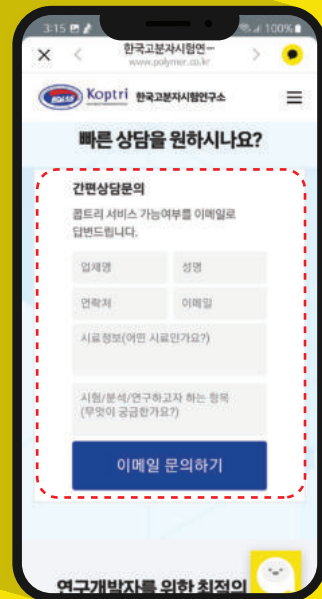 3:15 100%
한국고분자시험연…
www.polymer.co.kr
KOLAS Koptri 한국고분자시험연구소
빠른 상담을 원하시나요?
간편상담문의
콥트리 서비스 가능여부를 이메일로
답변드립니다.
업체명 성명
연락처 이메일
시료정보(어떤 시료인가요?)
시험/분석/연구하고자 하는 항목
(무엇이 궁금한가요?)
이메일 문의하기
연구개발자를 위한 최적의